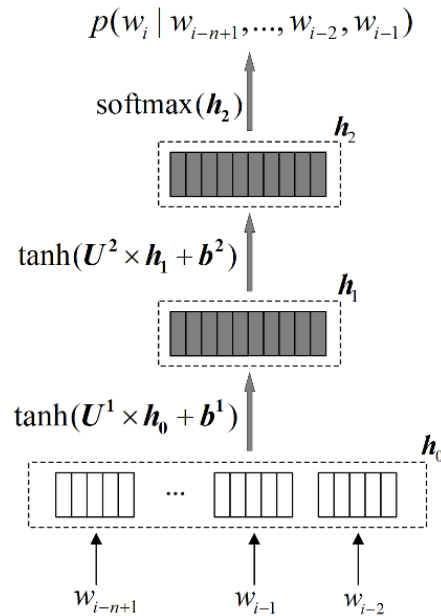 p(w_i | w_{i-n+1},..., w_{i-2}, w_{i-1})
softmax(h_2)
h_2
tanh(U^2 × h_1 + b^2)
h_1
tanh(U^1 × h_0 + b^1)
h_0
...
w_{i-n+1} w_{i-1} w_{i-2}